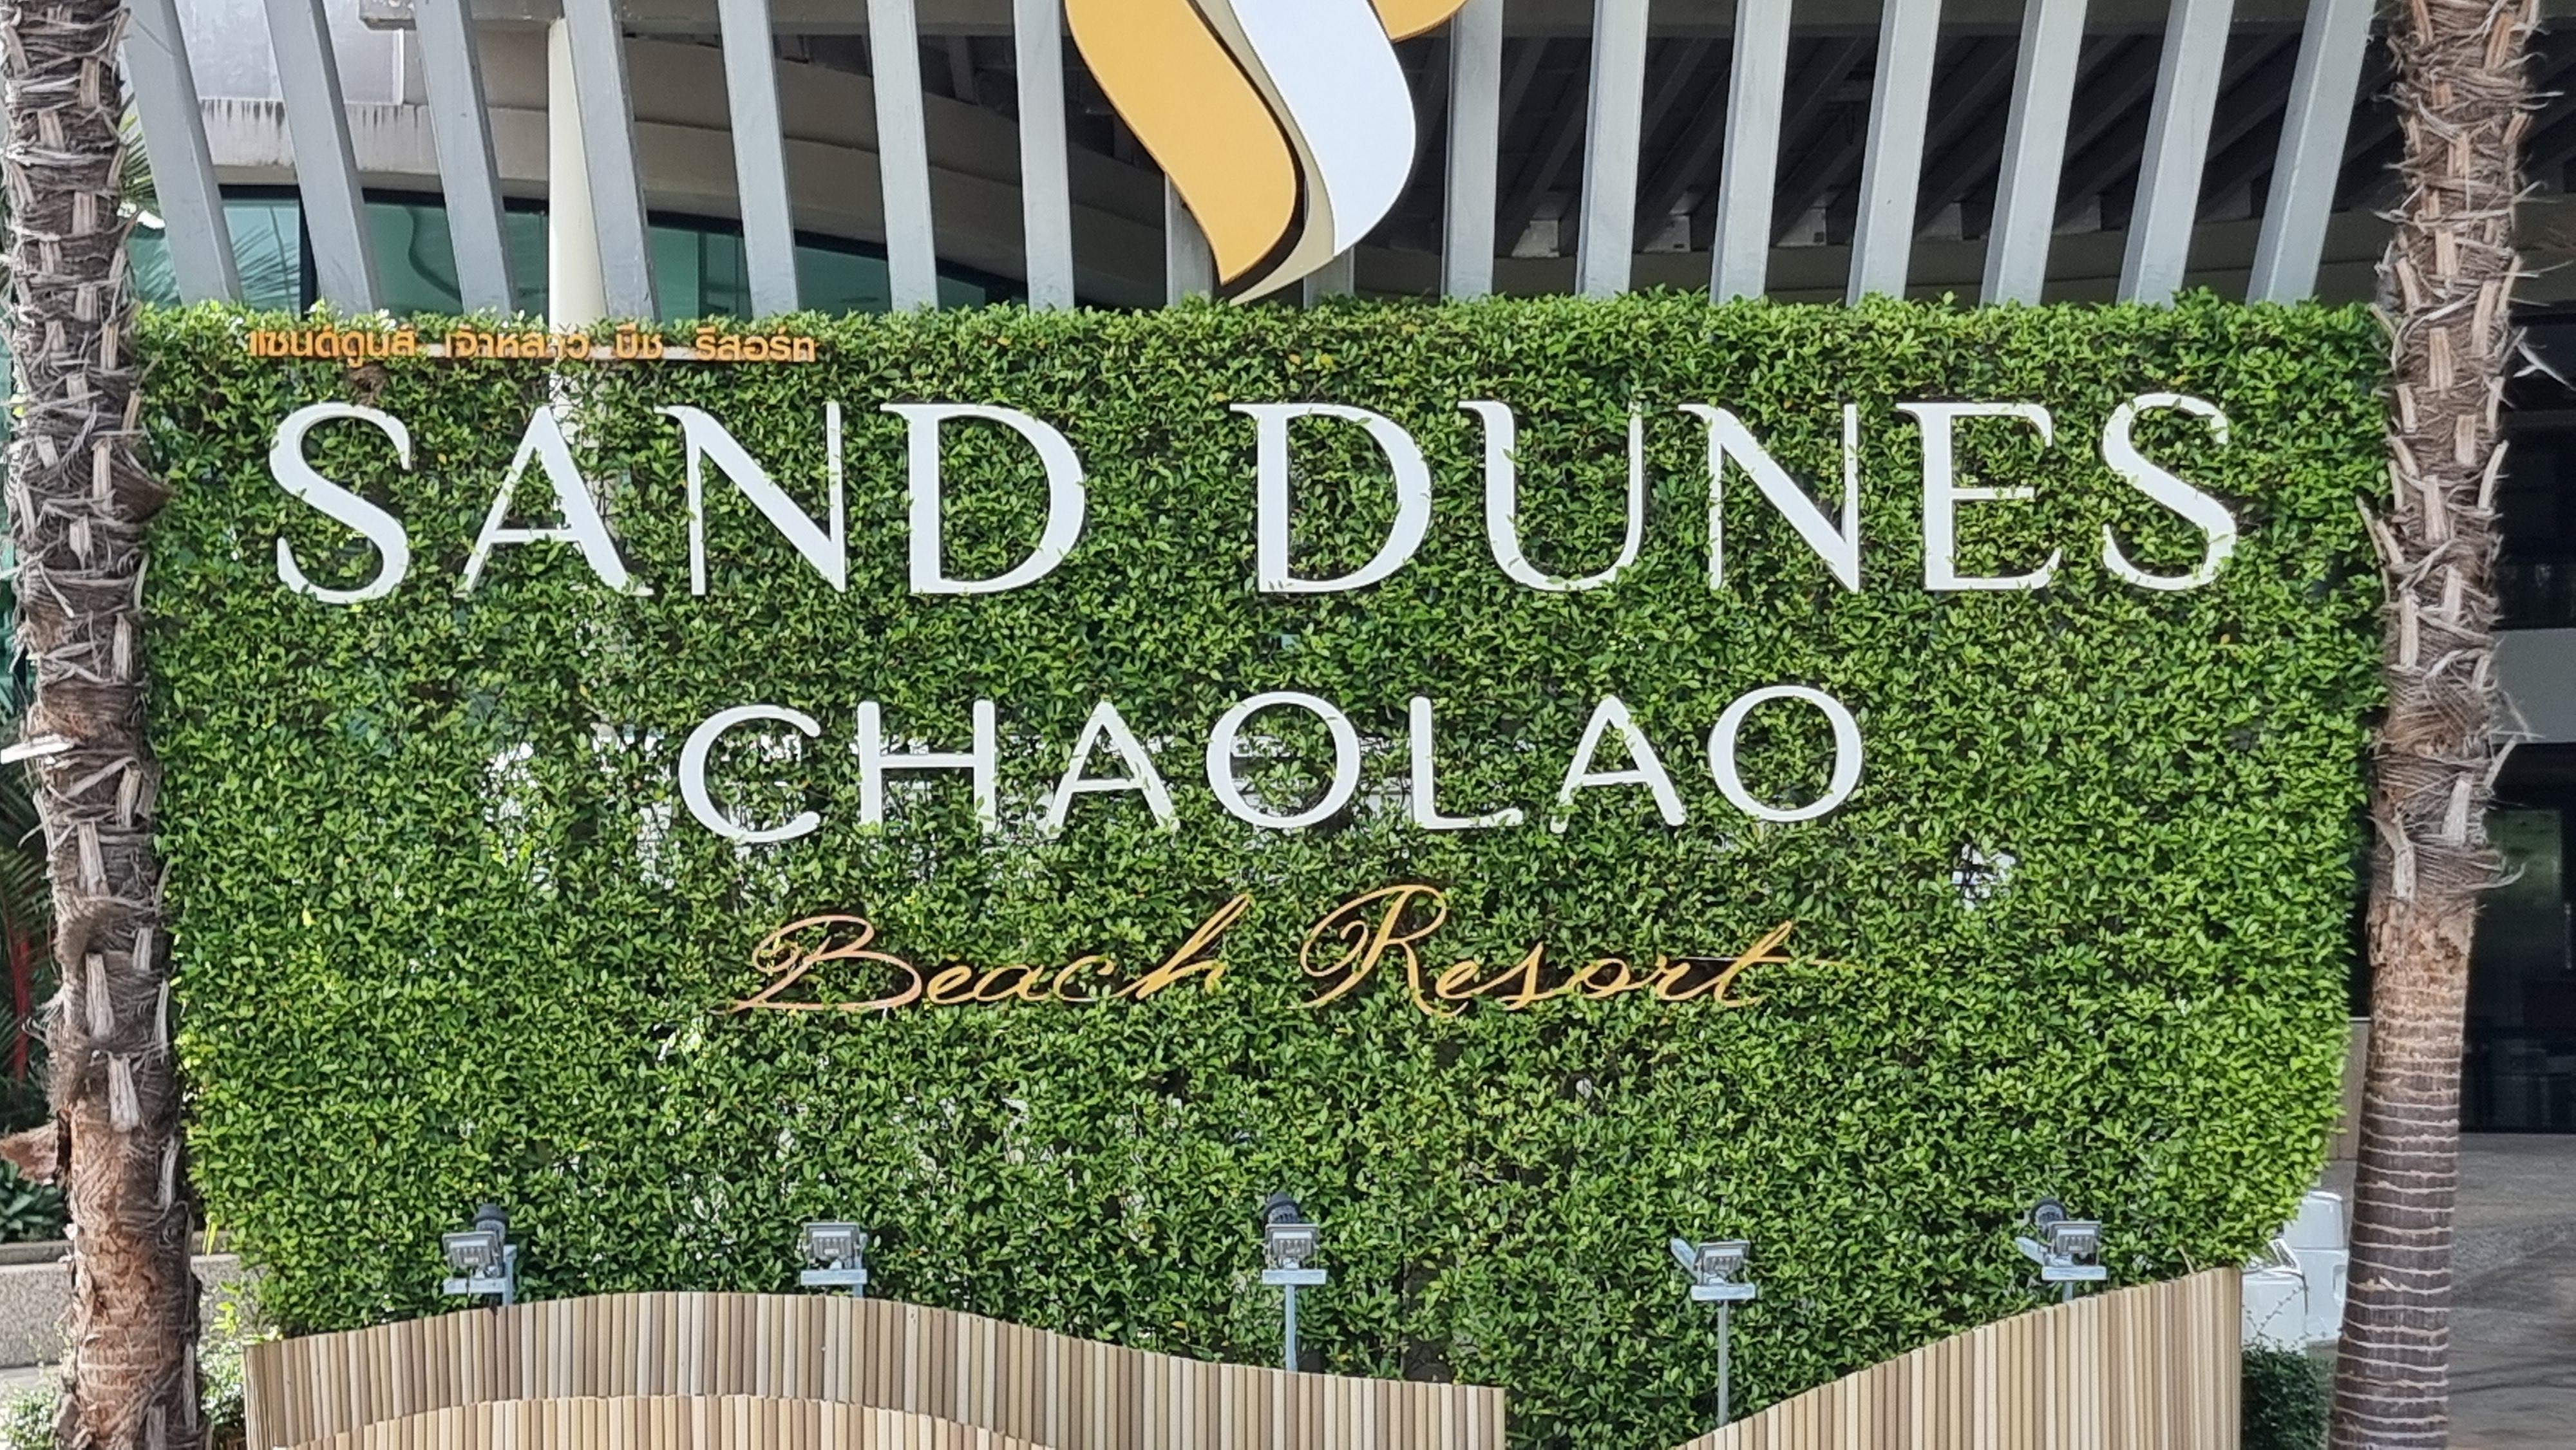 แซนด์ดูนส์ เจ้าหลาว บีช รีสอร์ท
SAND DUNES
CHAOLAO
Beach Resort